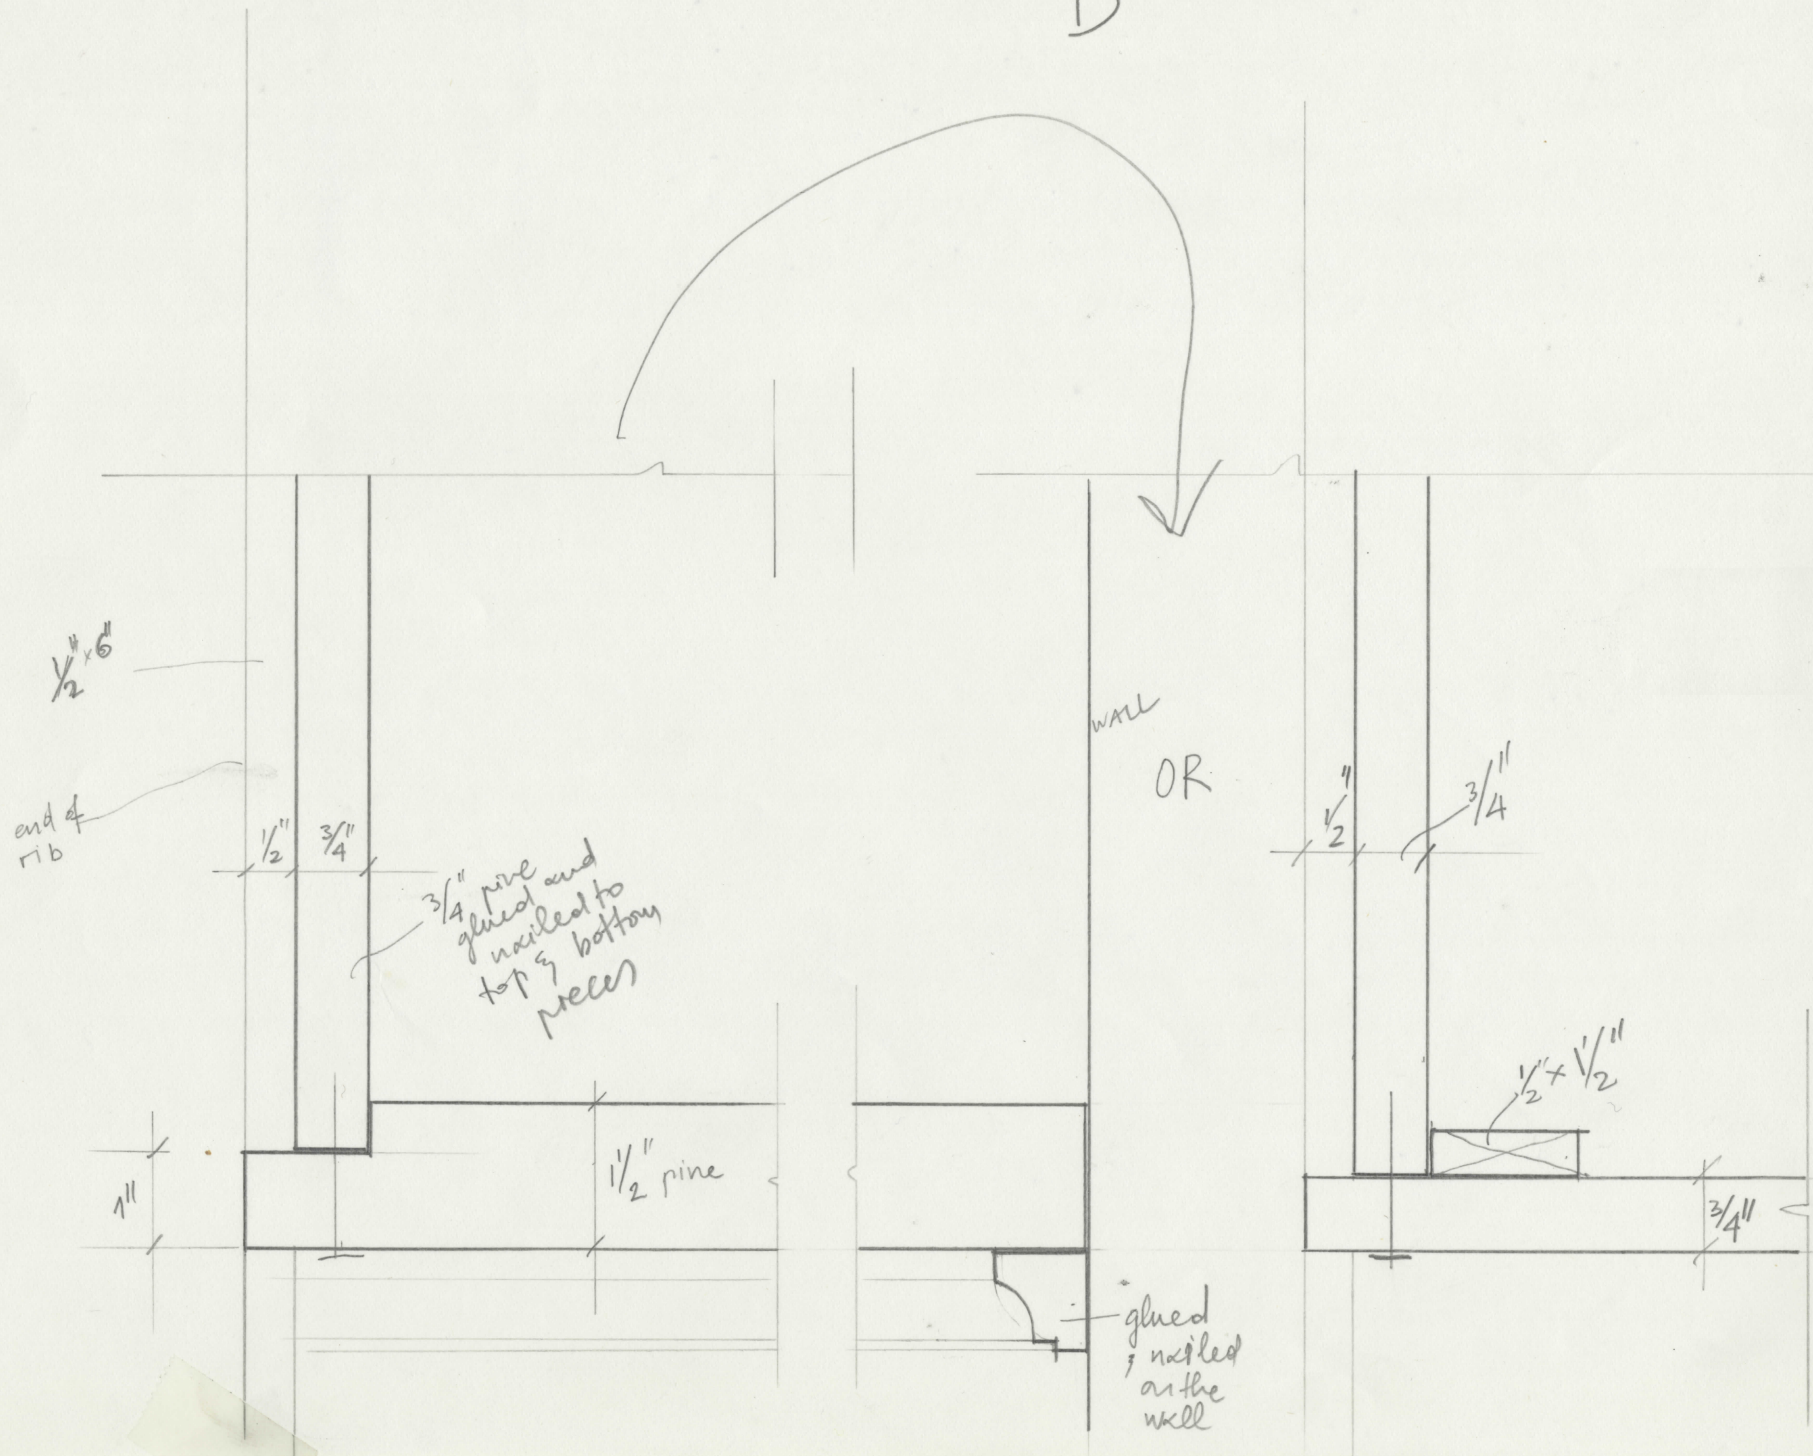 D
1/2" x 6"
end of
rib
1/2"
3/4"
3/4" pine
glued and
nailed to
top & bottom
pieces
1"
1 1/2" pine
WALL
OR
1/2"
3/4"
1/2" x 1 1/2"
3/4"
glued
& nailed
on the
wall